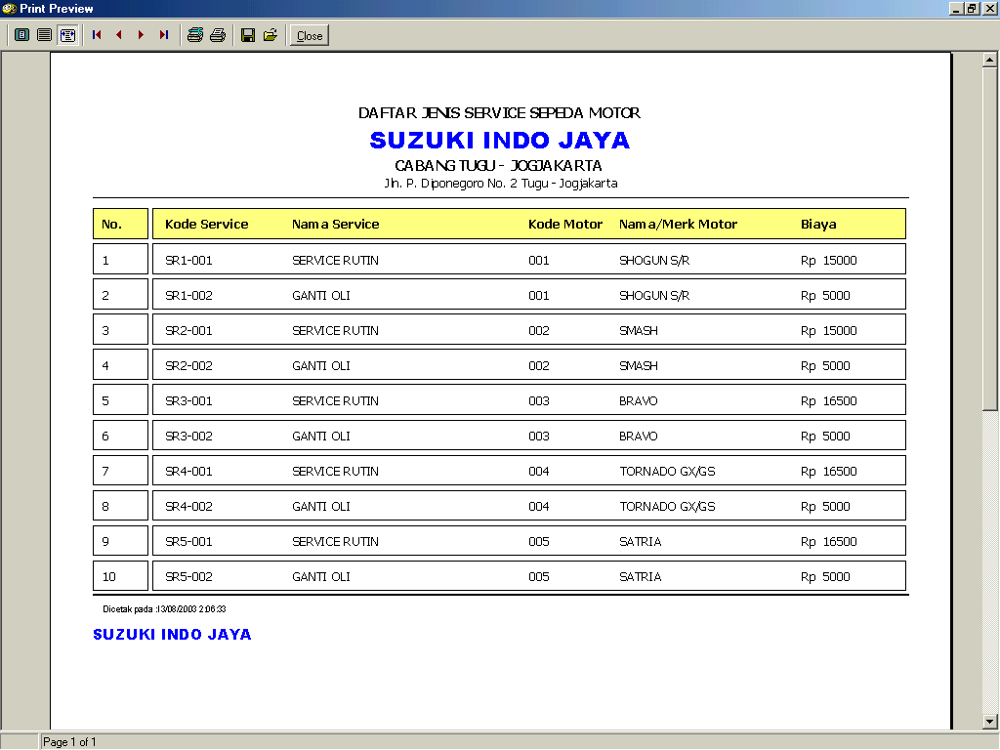 Print Preview
Close
DAFTAR JENIS SERVICE SEPEDA MOTOR
SUZUKI INDO JAYA
CABANG TUGU - JOGJAKARTA
Jln. P. Diponegoro No. 2 Tugu - Jogjakarta
No. Kode Service Nama Service Kode Motor Nama/Merk Motor Biaya
1 SR1-001 SERVICE RUTIN 001 SHOGUN S/R Rp 15000
2 SR1-002 GANTI OLI 001 SHOGUN S/R Rp 5000
3 SR2-001 SERVICE RUTIN 002 SMASH Rp 15000
4 SR2-002 GANTI OLI 002 SMASH Rp 5000
5 SR3-001 SERVICE RUTIN 003 BRAVO Rp 16500
6 SR3-002 GANTI OLI 003 BRAVO Rp 5000
7 SR4-001 SERVICE RUTIN 004 TORNADO GX/GS Rp 16500
8 SR4-002 GANTI OLI 004 TORNADO GX/GS Rp 5000
9 SR5-001 SERVICE RUTIN 005 SATRIA Rp 16500
10 SR5-002 GANTI OLI 005 SATRIA Rp 5000
Dicetak pada :13/08/2003 2:06:33
SUZUKI INDO JAYA
Page 1 of 1